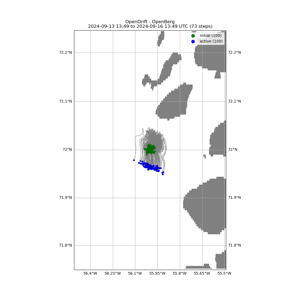 OpenDrift - OpenBerg
2024-09-13 13:49 to 2024-09-16 13:49 UTC (73 steps)
initial (100)
active (100)
72.2°N
72.2°N
72.1°N
72.1°N
72°N
72°N
71.9°N
71.9°N
71.8°N
71.8°N
56.4°W
56.25°W
56.1°W
55.95°W
55.8°W
55.65°W
55.5°W